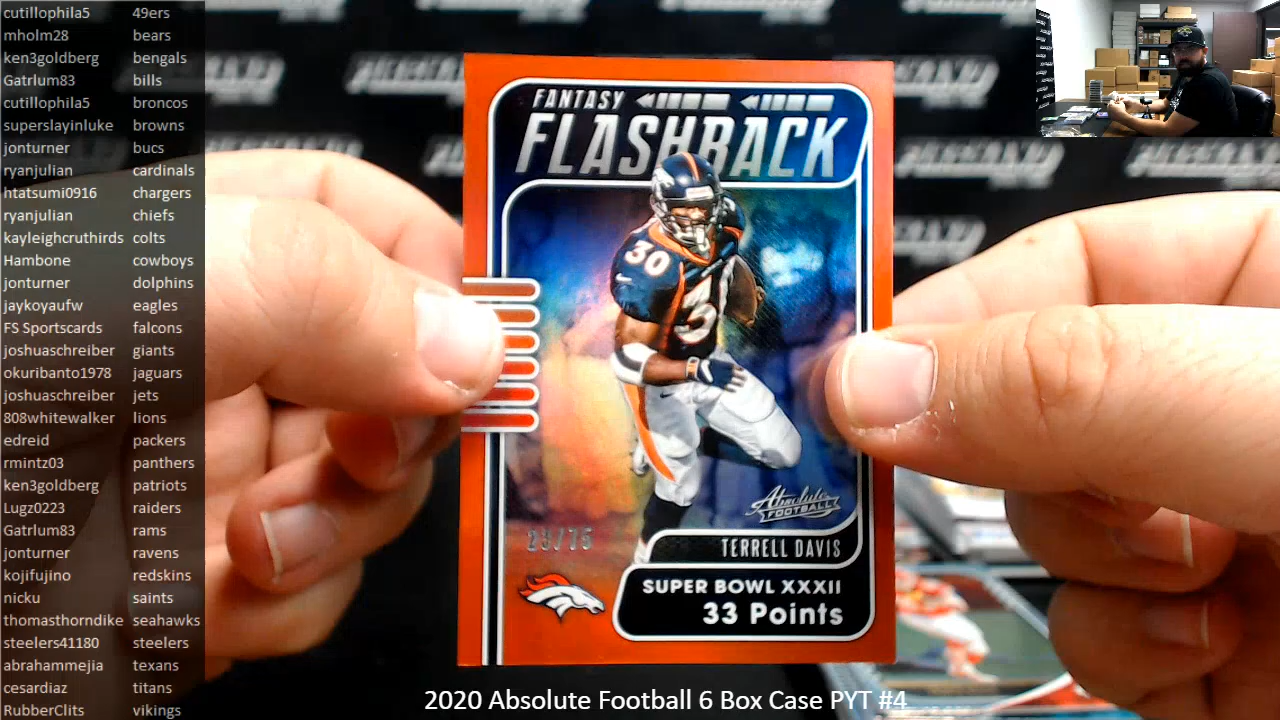 cutillophila5 49ers
mholm28 bears
ken3goldberg bengals
Gatrlum83 bills
cutillophila5 broncos
superslayinluke browns
jonturner bucs
ryanjulian cardinals
htatsumi0916 chargers
ryanjulian chiefs
kayleighcruthirds colts
Hambone cowboys
jonturner dolphins
jaykoyaufw eagles
FS Sportscards falcons
joshuaschreiber giants
okuribanto1978 jaguars
joshuaschreiber jets
808whitewalker lions
edreid packers
rmintz03 panthers
ken3goldberg patriots
Lugz0223 raiders
Gatrlum83 rams
jonturner ravens
kojifujino redskins
nicku saints
thomasthorndike seahawks
steelers41180 steelers
abrahammejia texans
cesardiaz titans
RubberClits vikings
FANTASY
FLASHBACK
30
3
Absolute
FOOTBALL
TERRELL DAVIS
SUPER BOWL XXXII
33 Points
2020 Absolute Football 6 Box Case PYT #4